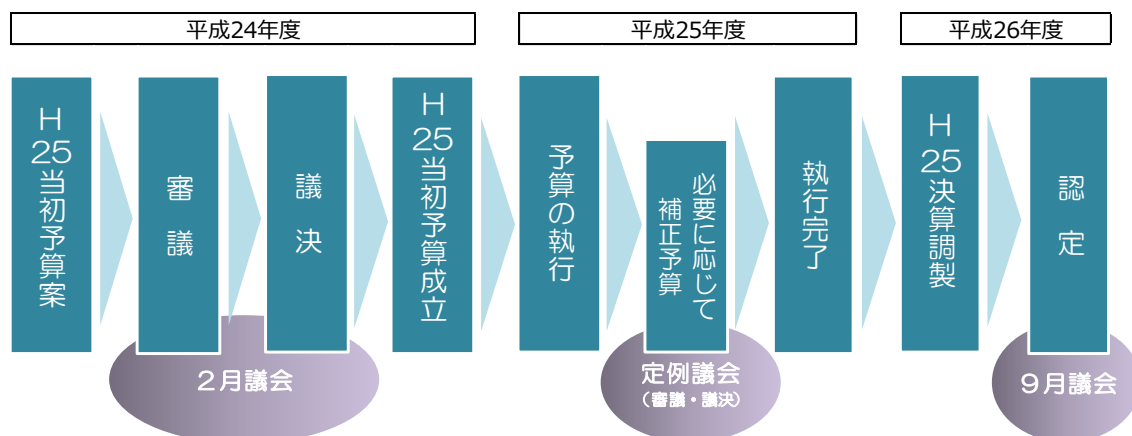 平成24年度
平成25年度
平成26年度
H25当初予算案
審議
議決
H25当初予算成立
予算の執行
必要に応じて
補正予算
執行完了
H25決算調製
認定
2月議会
定例議会
（審議・議決）
9月議会